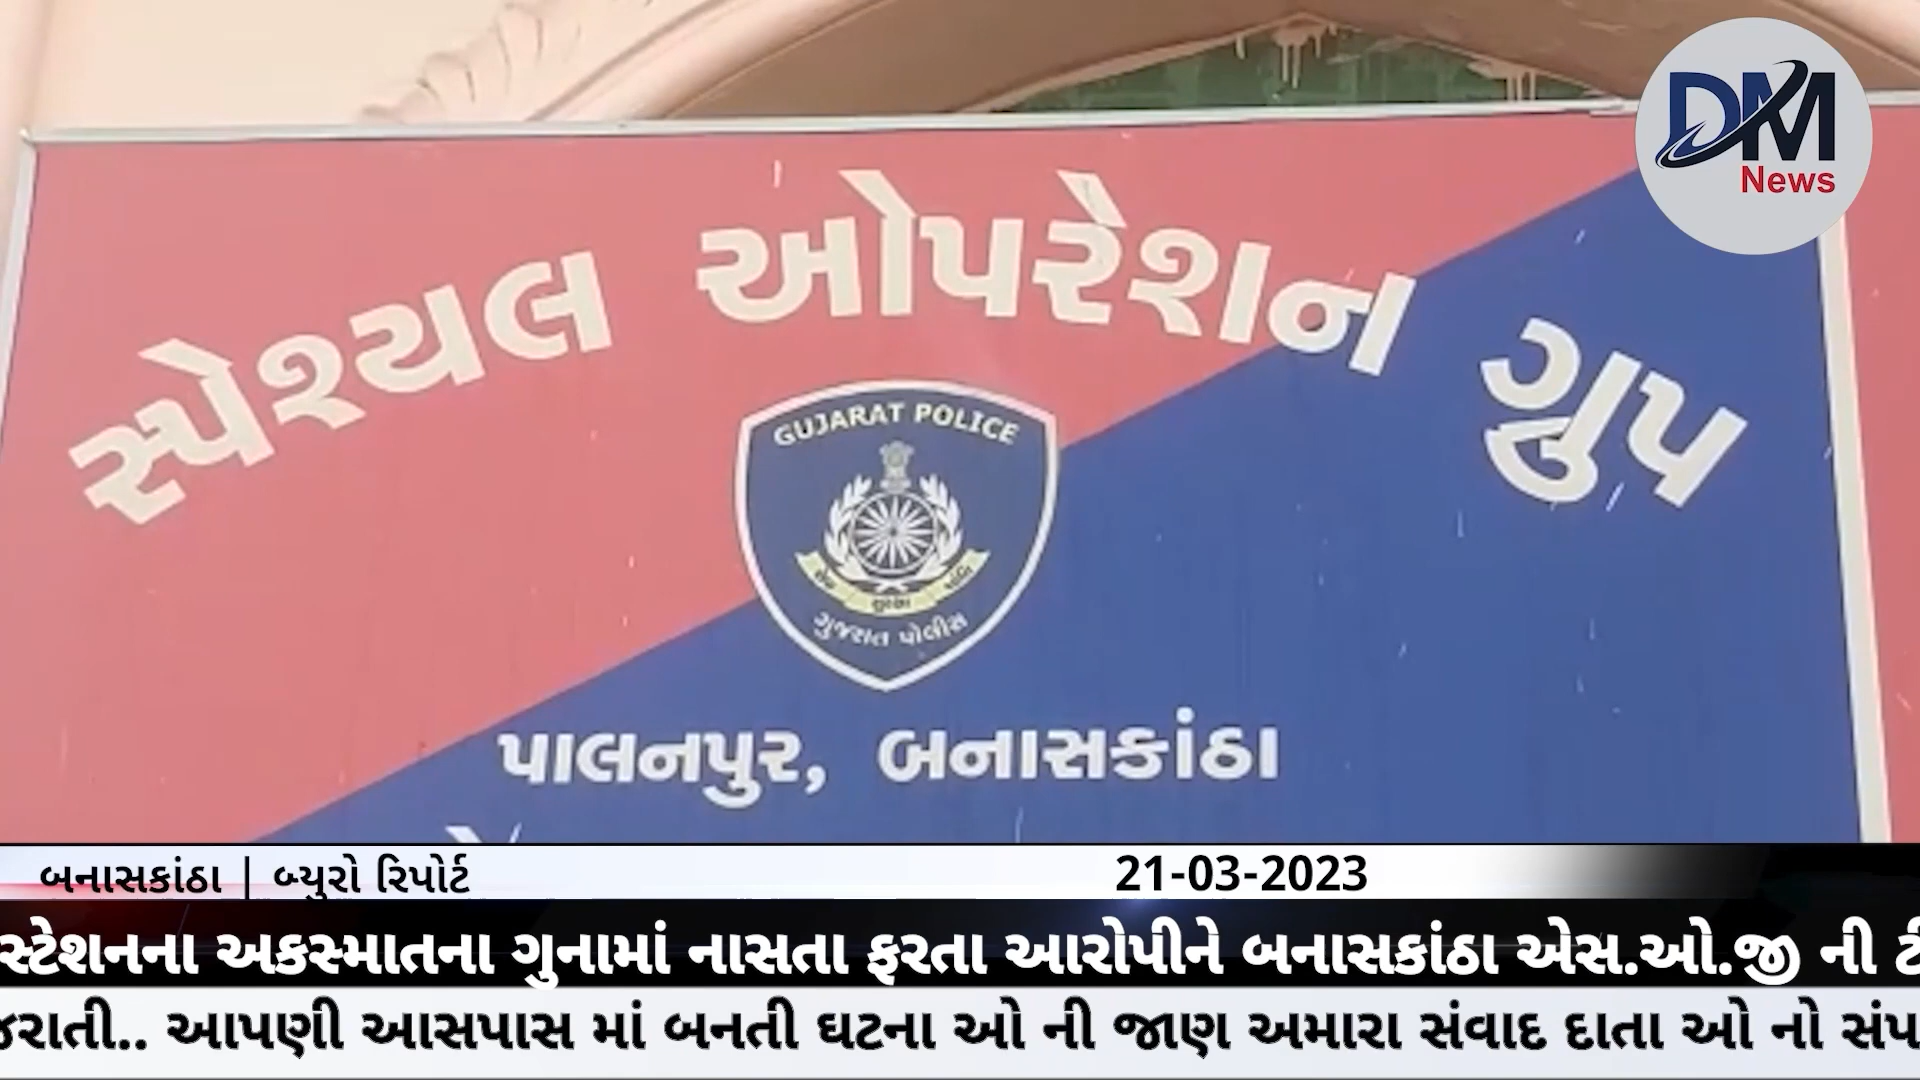 DM
News
સ્પેશ્યલ ઓપરેશન ગ્રુપ
GUJARAT POLICE
ગુજરાત પોલીસ
પાલનપુર, બનાસકાંઠા
બનાસકાંઠા | બ્યુરો રિપોર્ટ
21-03-2023
સ્ટેશનના અકસ્માતના ગુનામાં નાસતા ફરતા આરોપીને બનાસકાંઠા એસ.ઓ.જી ની
જરાતી.. આપણી આસપાસ માં બનતી ઘટના ઓ ની જાણ અમારા સંવાદ દાતા ઓ નો સંપ